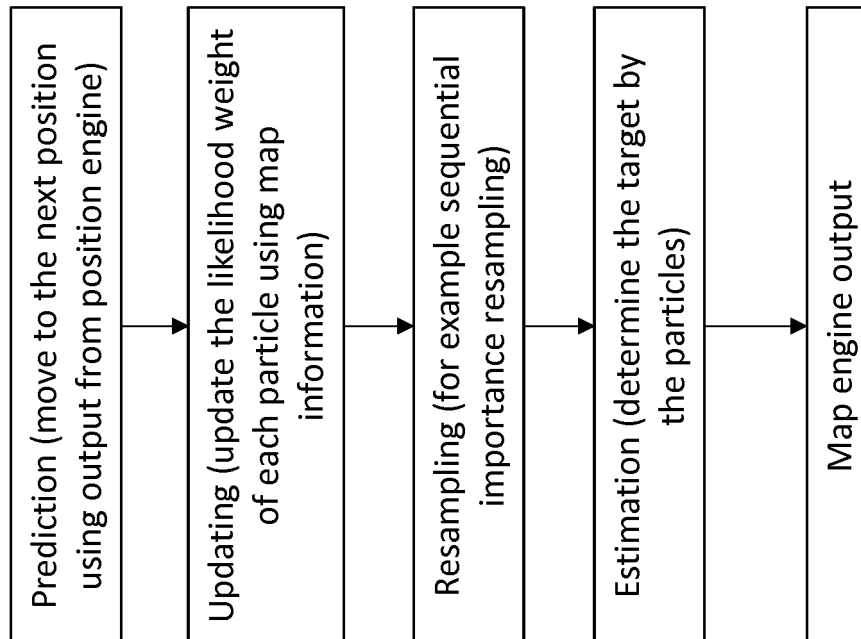 Prediction (move to the next position
using output from position engine)
Updating (update the likelihood weight
of each particle using map
information)
Resampling (for example sequential
importance resampling)
Estimation (determine the target by
the particles)
Map engine output